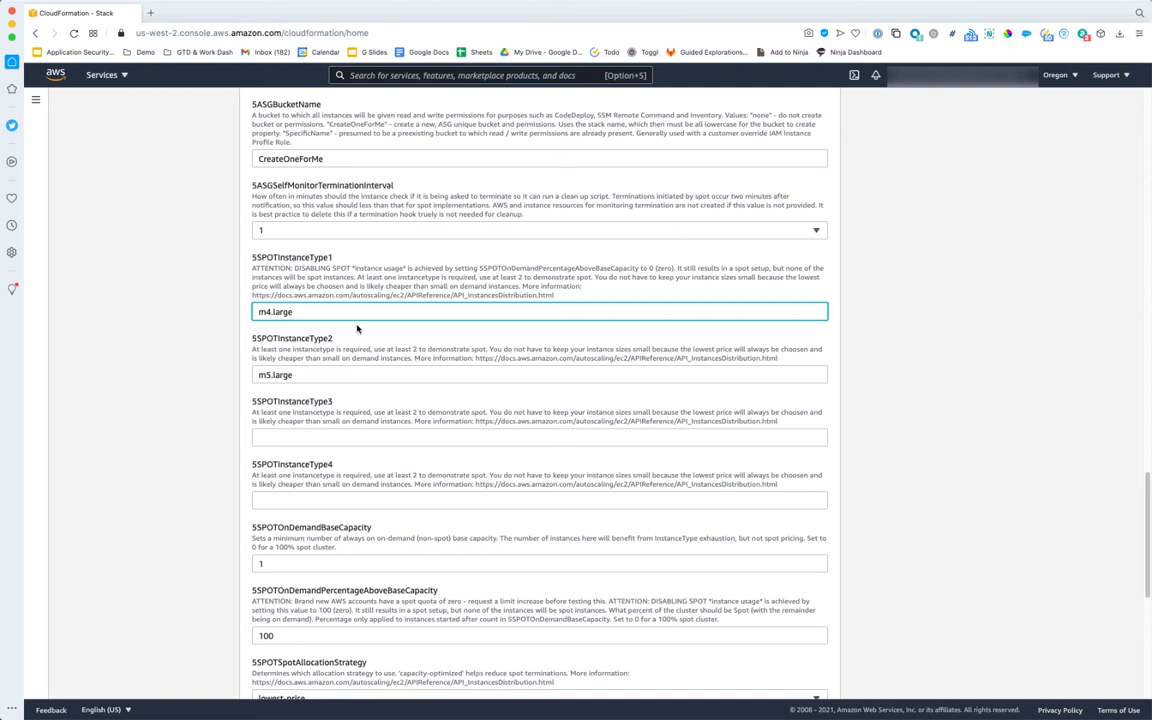 CloudFormation - Stack
us-west-2.console.aws.amazon.com/cloudformation/home
Application Security... Demo GTD & Work Dash Inbox (182) Calendar G Slides Google Docs Sheets My Drive - Google D... Todo Toggl Guided Explorations... Add to Ninja Ninja Dashboard
aws Services Search for services, features, marketplace products, and docs [Option+S] Oregon Support
5ASGBucketName
A bucket to which all instances will be given read and write permissions for purposes such as CodeDeploy, SSM Remote Command and Inventory. Values: "none" - do not create
bucket or permissions. "CreateOneForMe" - create a new, ASG unique bucket and permissions. Uses the stack name, which then must be all lowercase for the bucket to create
properly. "SpecificName" - presumed to be a preexisting bucket to which read / write permissions are already present. Generally used with a customer override IAM Instance
Profile Role.
CreateOneForMe
5ASGSelfMonitorTerminationInterval
How often in minutes should the instance check if it is being asked to terminate so it can run a clean up script. Terminations initiated by spot occur two minutes after
notification, so this value should less than that for spot implementations. AWS and instance resources for monitoring termination are not created if this value is not provided. It
is best practice to delete this if a termination hook truely is not needed for cleanup.
1
5SPOTInstanceType1
ATTENTION: DISABLING SPOT *instance usage* is achieved by setting 5SPOTOnDemandPercentageAboveBaseCapacity to 0 (zero). It still results in a spot setup, but none of the
instances will be spot instances. At least one instancetype is required, use at least 2 to demonstrate spot. You do not have to keep your instance sizes small because the lowest
price will always be choosen and is likely cheaper than small on demand instances. More information:
https://docs.aws.amazon.com/autoscaling/ec2/APIReference/API_InstancesDistribution.html
m4.large
5SPOTInstanceType2
At least one instancetype is required, use at least 2 to demonstrate spot. You do not have to keep your instance sizes small because the lowest price will always be choosen and
is likely cheaper than small on demand instances. More information: https://docs.aws.amazon.com/autoscaling/ec2/APIReference/API_InstancesDistribution.html
m5.large
5SPOTInstanceType3
At least one instancetype is required, use at least 2 to demonstrate spot. You do not have to keep your instance sizes small because the lowest price will always be choosen and
is likely cheaper than small on demand instances. More information: https://docs.aws.amazon.com/autoscaling/ec2/APIReference/API_InstancesDistribution.html
5SPOTInstanceType4
At least one instancetype is required, use at least 2 to demonstrate spot. You do not have to keep your instance sizes small because the lowest price will always be choosen and
is likely cheaper than small on demand instances. More information: https://docs.aws.amazon.com/autoscaling/ec2/APIReference/API_InstancesDistribution.html
5SPOTOnDemandBaseCapacity
Sets a minimum number of always on on-demand (non-spot) base capacity. The number of instances here will benefit from InstanceType exhaustion, but not spot pricing. Set to
0 for a 100% spot cluster.
1
5SPOTOnDemandPercentageAboveBaseCapacity
ATTENTION: Brand new AWS accounts have a spot quota of zero - request a limit increase before testing this. ATTENTION: DISABLING SPOT *instance usage* is achieved by
setting this value to 100 (zero). It still results in a spot setup, but none of the instances will be spot instances. What percent of the cluster should be Spot (with the remainder
being on demand). Percentage only applied to instances started after count in 5SPOTOnDemandBaseCapacity. Set to 0 for a 100% spot cluster.
100
5SPOTSpotAllocationStrategy
Determines which allocation strategy to use. 'capacity-optimized' helps reduce spot terminations. More information:
https://docs.aws.amazon.com/autoscaling/ec2/APIReference/API_InstancesDistribution.html
lowest-price
Feedback English (US) © 2008 - 2021, Amazon Web Services, Inc. or its affiliates. All rights reserved. Privacy Policy Terms of Use